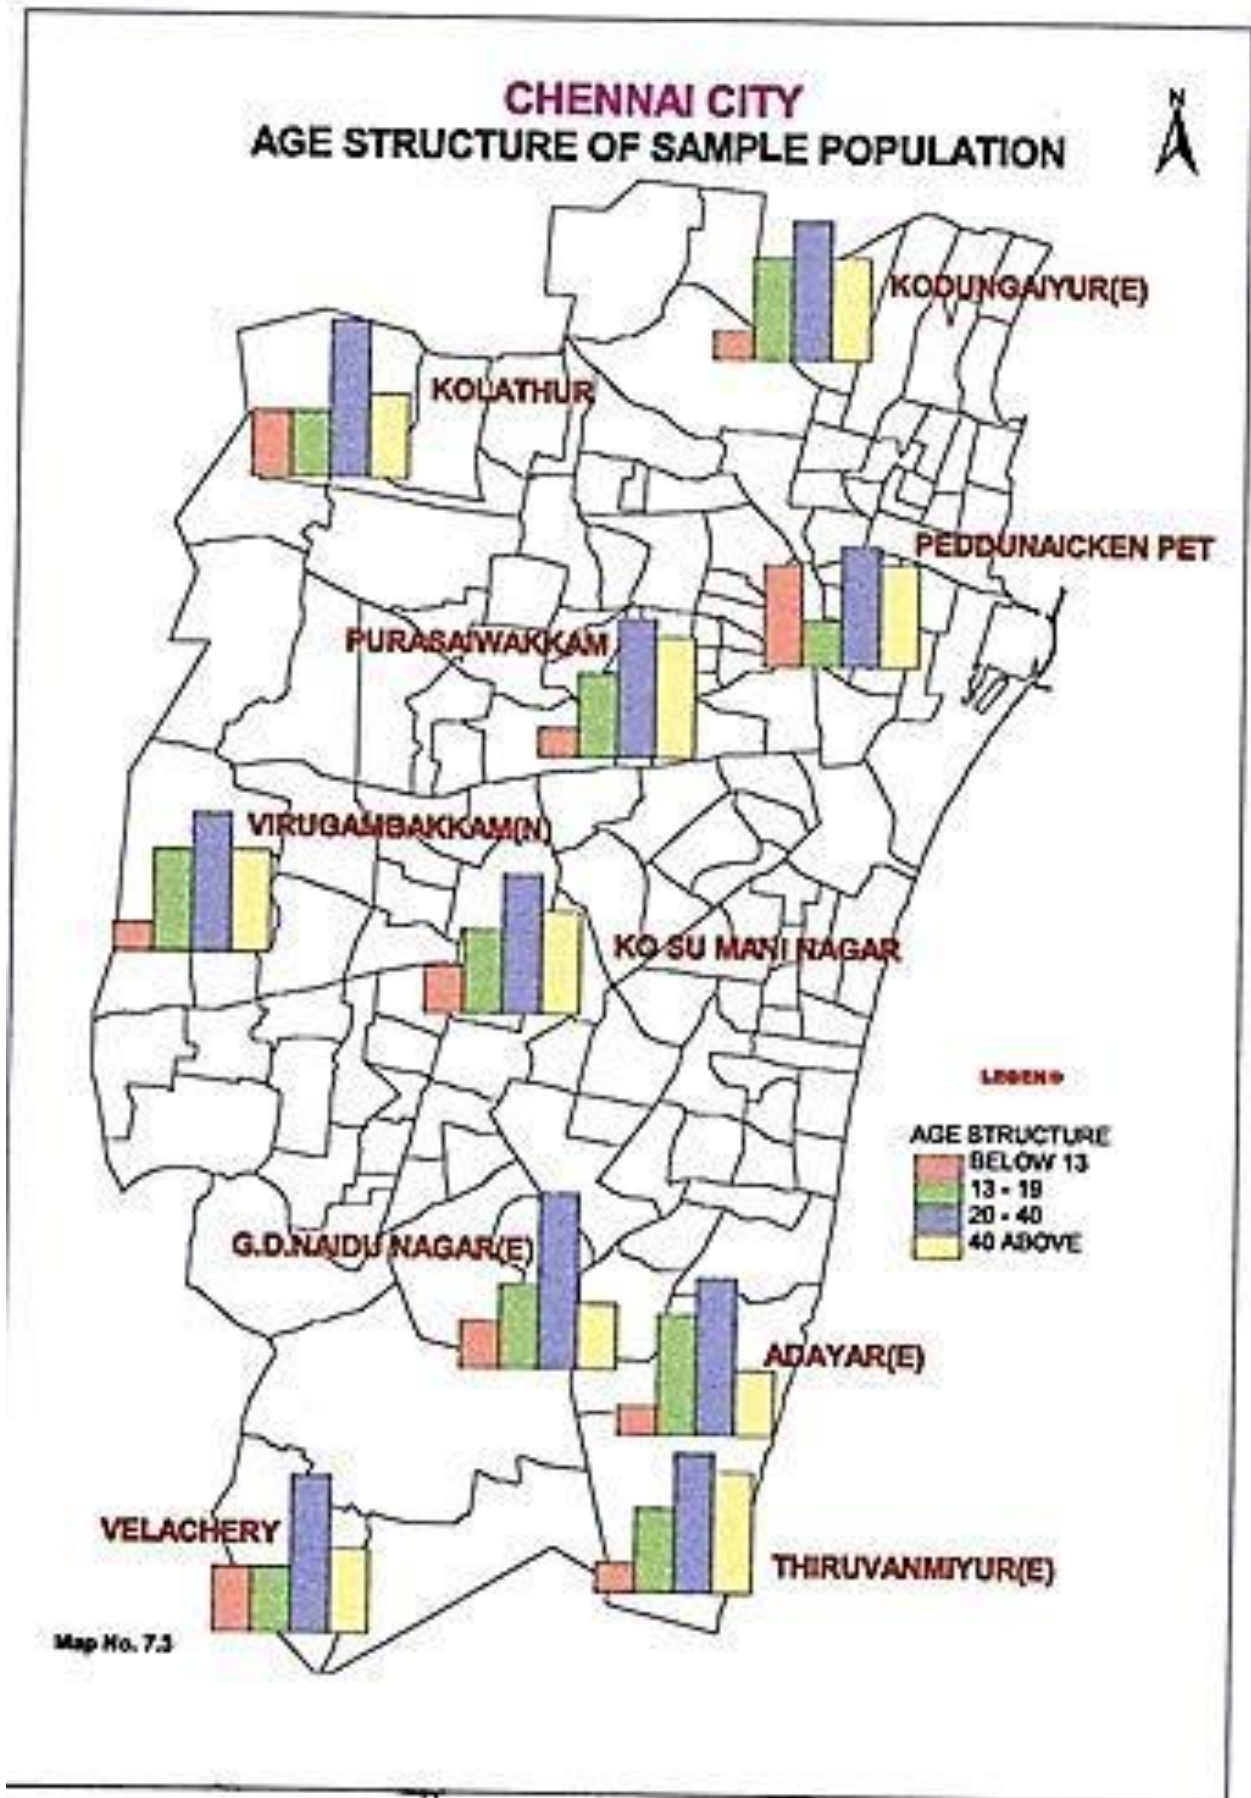 CHENNAI CITY
AGE STRUCTURE OF SAMPLE POPULATION
N
KODUNGAIYUR(E)
KOLATHUR
PEDDUNAICKEN PET
PURASAIWAKKAM
VIRUGAMBAKKAM(N)
KO SU MANI NAGAR
LEGEND
AGE STRUCTURE
BELOW 13
13 - 19
20 - 40
40 ABOVE
G.D.NAIDU NAGAR(E)
ADAYAR(E)
VELACHERY
THIRUVANMIYUR(E)
Map No. 7.3